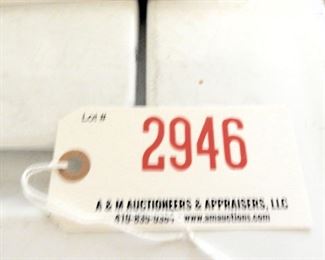 Lot #
2946
A & M AUCTIONEERS & APPRAISERS, LLC
www.amauctions.com